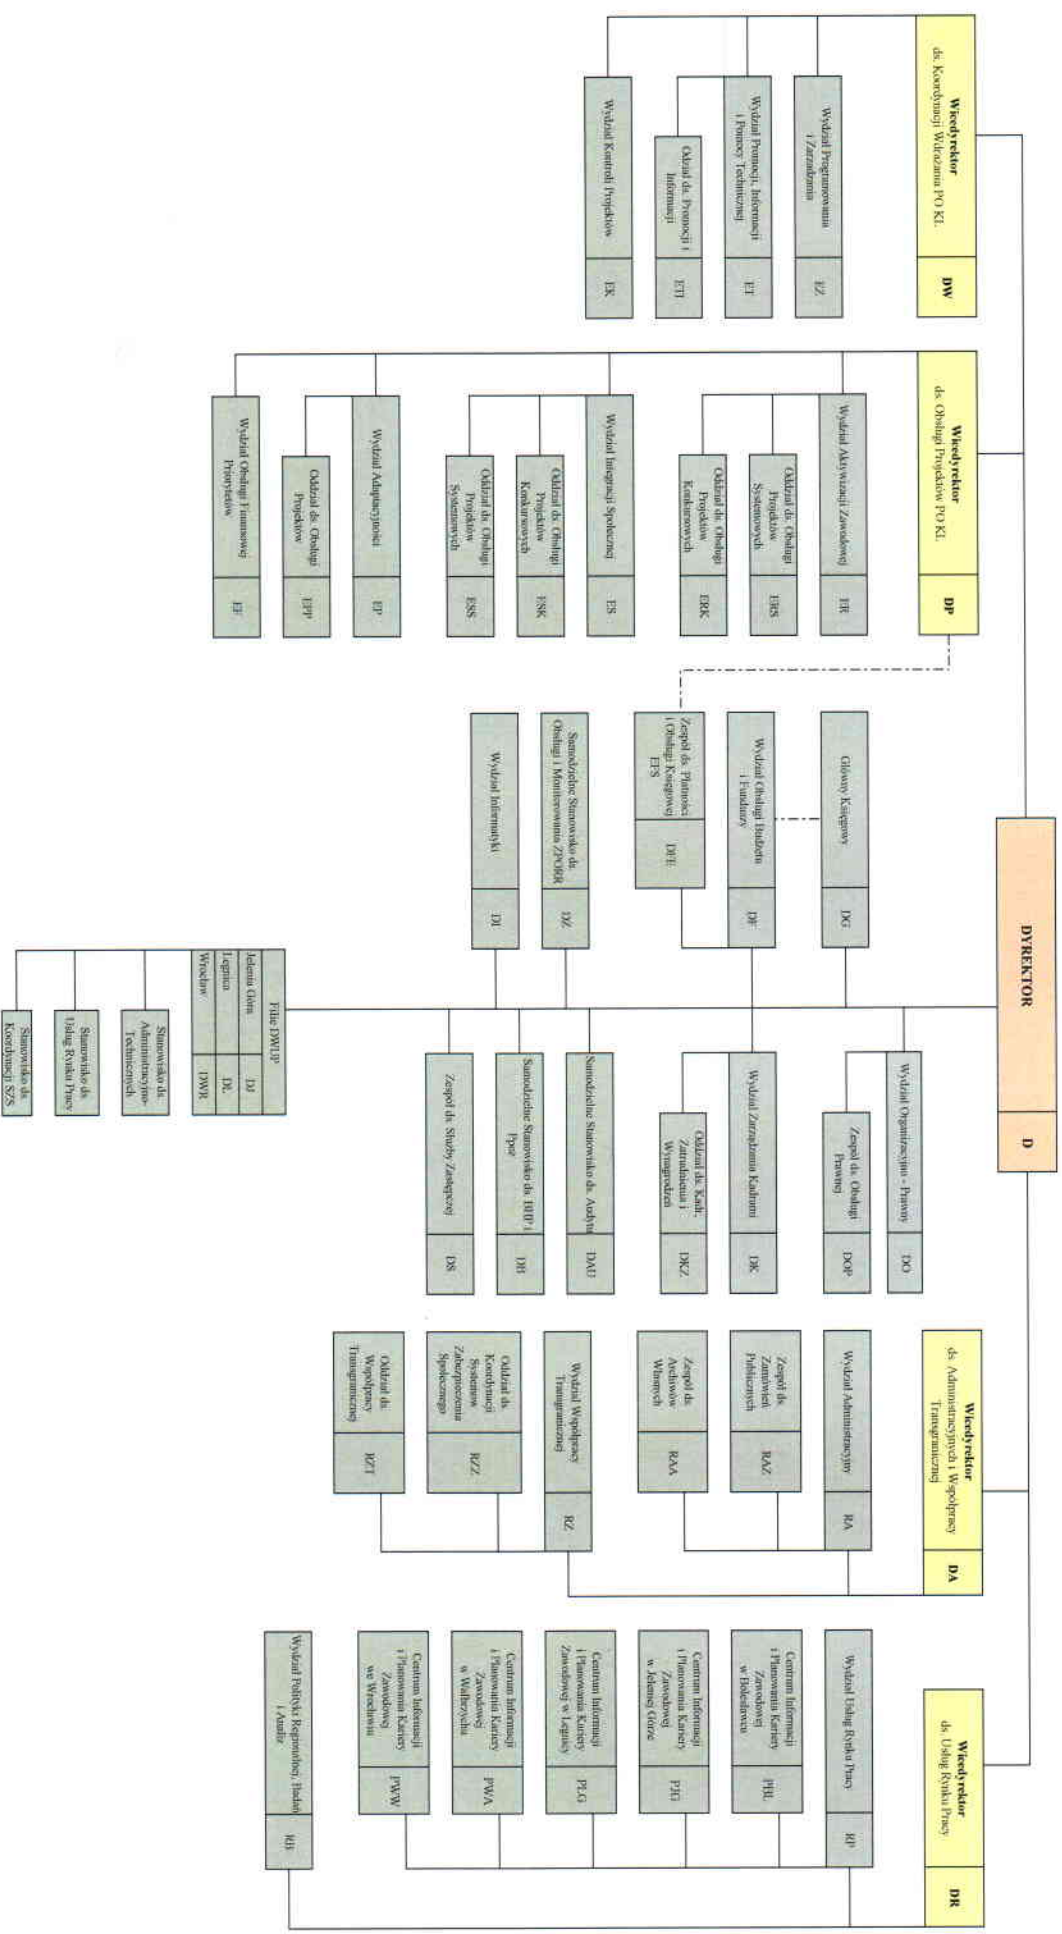 DYREKTOR
D
Wicedyrektor
ds. Koordynacji Wdrażania PO KL
DW
Wydział Programowania
i Zarządzania
EZ
Wydział Promocji, Informacji
i Pomocy Technicznej
ET
Odział ds. Promocji i
Informacji
ETI
Wydział Kontroli Projektów
EK
Wicedyrektor
ds. Obsługi Projektów PO KL
DP
Wydział Aktywizacji Zawodowej
ER
Oddział ds. Obsługi
Projektów
Systemowych
ERS
Oddział ds. Obsługi
Projektów
Konkursowych
ERK
Wydział Integracji Społecznej
ES
Oddział ds. Obsługi
Projektów
Konkursowych
ESK
Oddział ds. Obsługi
Projektów
Systemowych
ESS
Wydział Adaptacyjności
EP
Oddział ds. Obsługi
Projektów
EPP
Wydział Obsługi Finansowej
Priorytetów
EF
Główny Księgowy
DG
Wydział Obsługi Budżetu
i Funduszy
DF
Zespół ds. Płatności
i Obsługi Księgowej
EFS
DFE
Samodzielne Stanowisko ds.
Obsługi i Monitorowania ZPORR
DZ
Wydział Informatyki
DI
Wydział Organizacyjno - Prawny
DO
Zespół ds. Obsługi
Prawnej
DOP
Wydział Zarządzania Kadrami
DK
Oddział ds. Kadr,
Zatrudnienia i
Wynagrodzeń
DKZ
Samodzielne Stanowisko ds. Audytu
DAU
Samodzielne Stanowisko ds. BHP i
Ppoż
DB
Zespół ds. Służby Zastępczej
DS
Filie DWUP
Jelenia Góra
DJ
Legnica
DL
Wrocław
DWR
Stanowisko ds.
Administracyjno-
Technicznych
Stanowisko ds.
Usług Rynku Pracy
Stanowisko ds.
Koordynacji SZS
Wicedyrektor
ds. Administracyjnych i Współpracy
Transgranicznej
DA
Wydział Administracyjny
RA
Zespół ds.
Zamówień
Publicznych
RAZ
Zespół ds.
Archiwów
Własnych
RAA
Wydział Współpracy
Transgranicznej
RZ
Oddział ds.
Koordynacji
Systemów
Zabezpieczenia
Społecznego
RZZ
Oddział ds.
Współpracy
Transgranicznej
RZT
Wicedyrektor
ds. Usług Rynku Pracy
DR
Wydział Usług Rynku Pracy
RP
Centrum Informacji
i Planowania Kariery
Zawodowej
w Bolesławcu
PBL
Centrum Informacji
i Planowania Kariery
Zawodowej
w Jeleniej Górze
PJG
Centrum Informacji
i Planowania Kariery
Zawodowej w Legnicy
PLG
Centrum Informacji
i Planowania Kariery
Zawodowej
w Wałbrzychu
PWA
Centrum Informacji
i Planowania Kariery
Zawodowej
we Wrocławiu
PWW
Wydział Polityki Regionalnej, Badań
i Analiz
RB